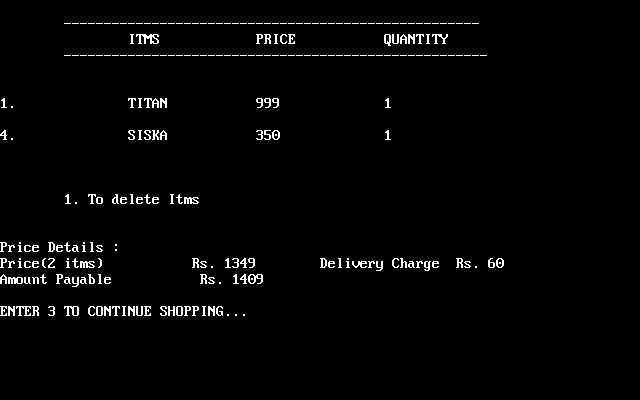 ----------------------------------------------------
ITMS PRICE QUANTITY
-----------------------------------------------------
1. TITAN 999 1
4. SISKA 350 1
1. To delete Itms
Price Details :
Price(2 itms) Rs. 1349 Delivery Charge Rs. 60
Amount Payable Rs. 1409
ENTER 3 TO CONTINUE SHOPPING...